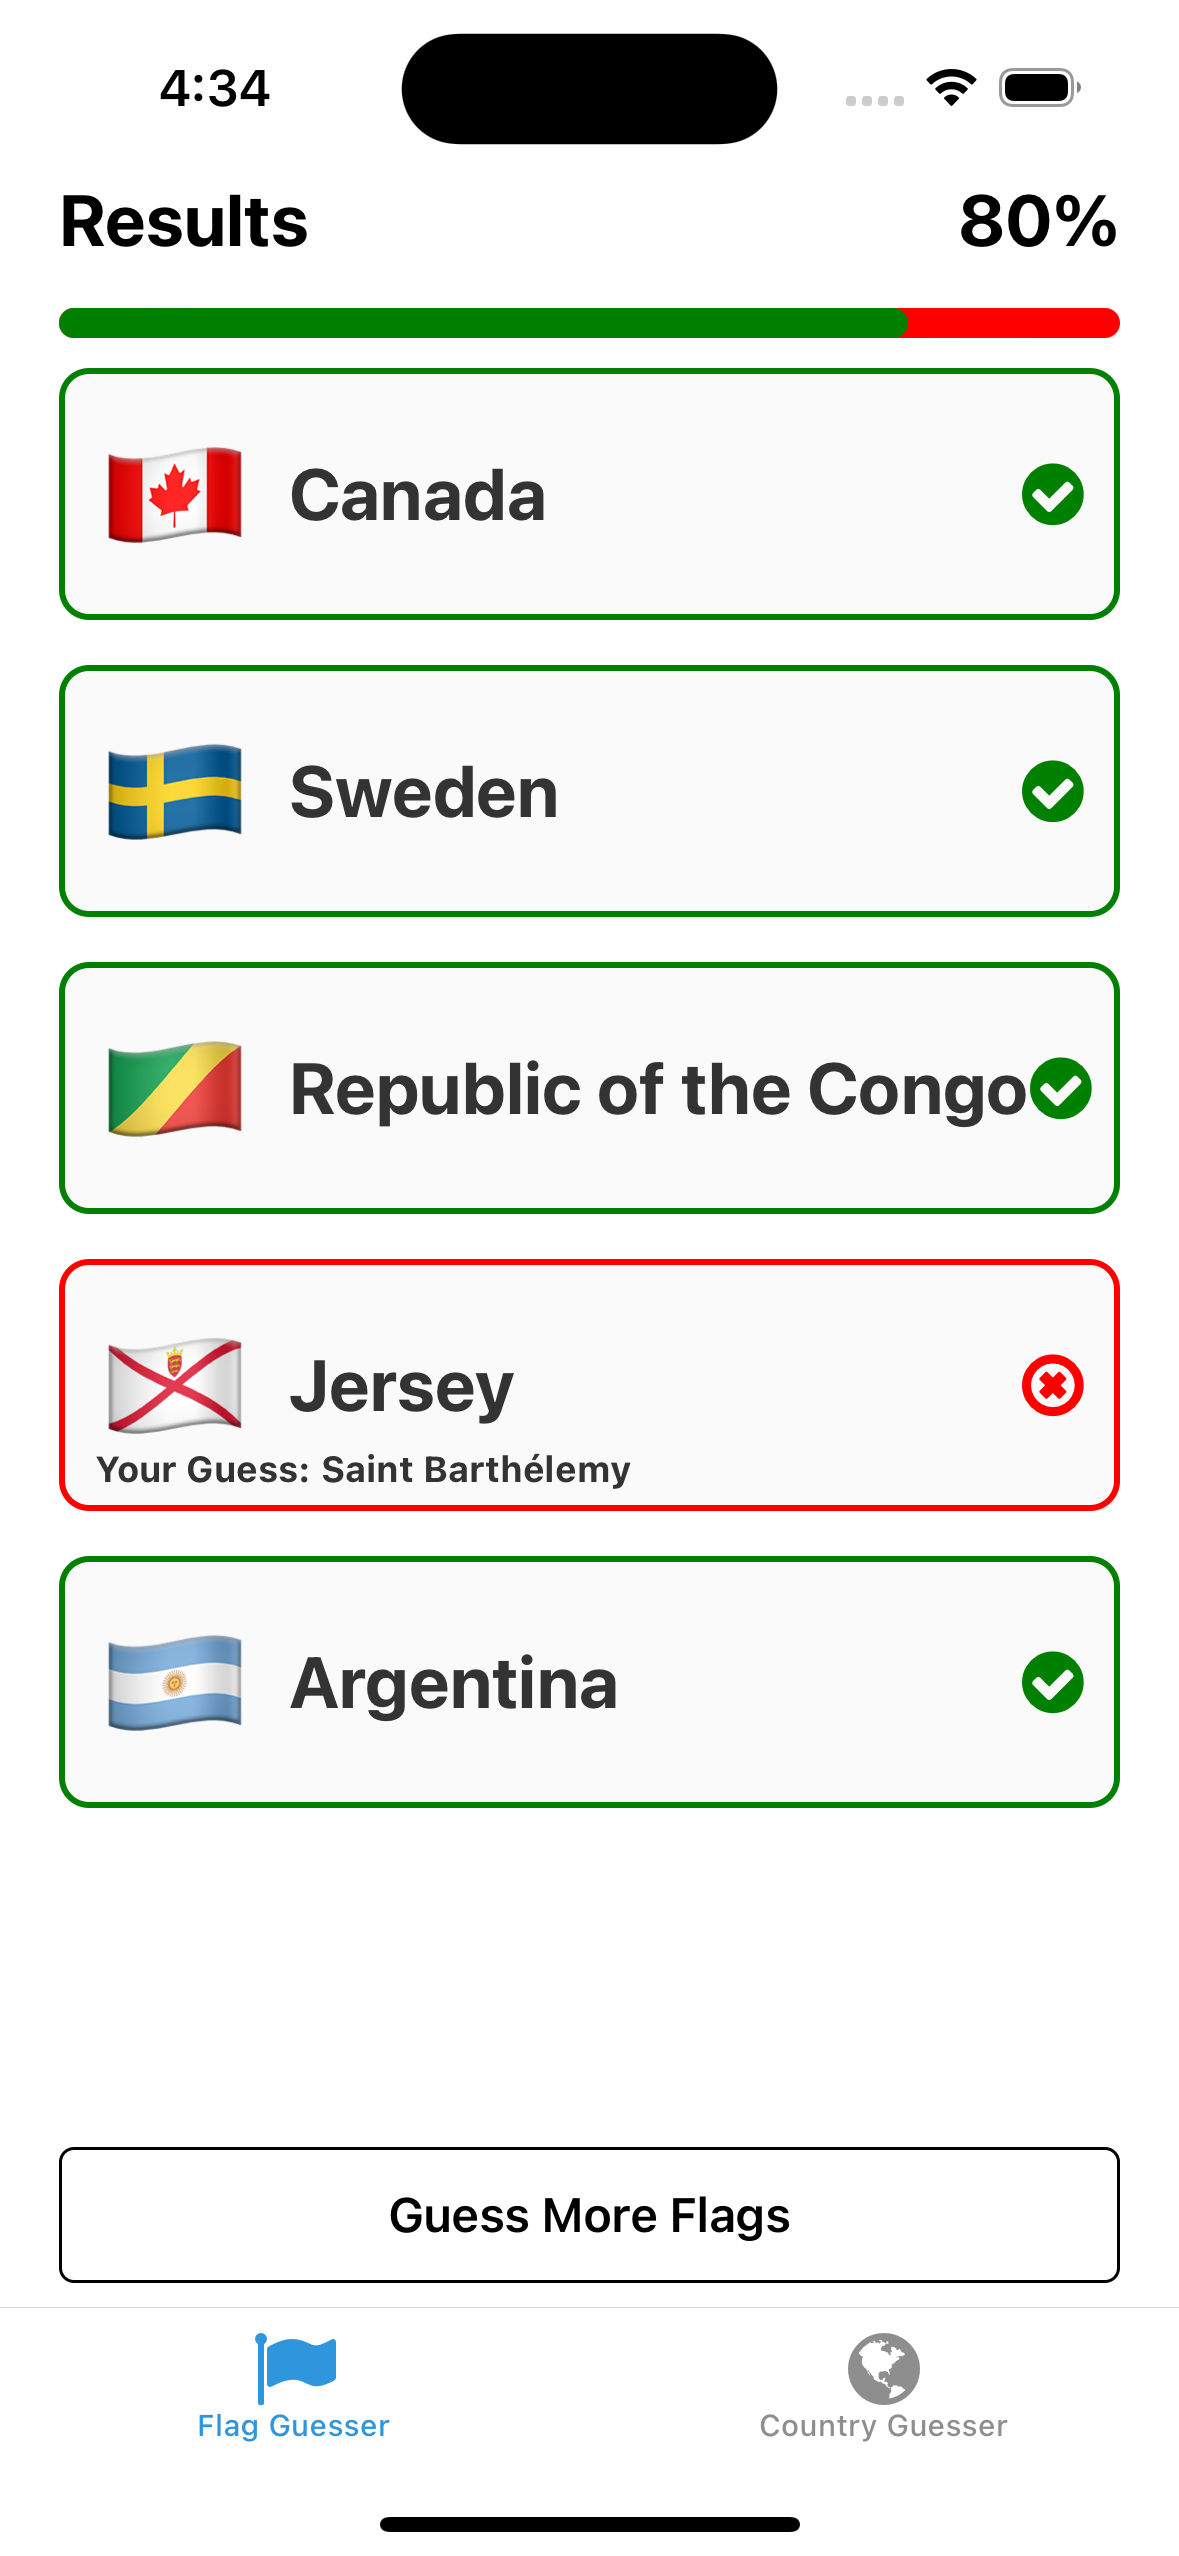 4:34
Results
80%
Canada
Sweden
Republic of the Congo
Jersey
Your Guess: Saint Barthélemy
Argentina
Guess More Flags
Flag Guesser
Country Guesser